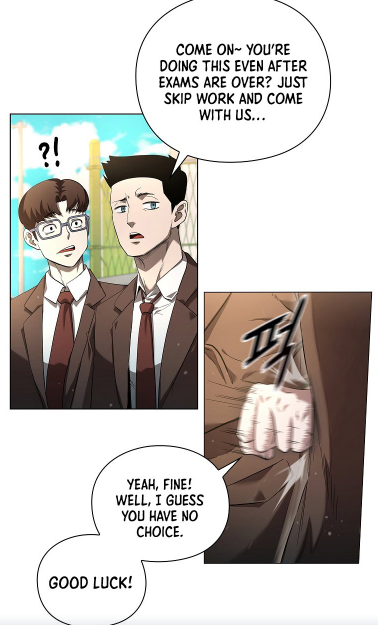 COME ON~ YOU'RE
DOING THIS EVEN AFTER
EXAMS ARE OVER? JUST
SKIP WORK AND COME
WITH US...
?!
퍽
YEAH, FINE!
WELL, I GUESS
YOU HAVE NO
CHOICE.
GOOD LUCK!